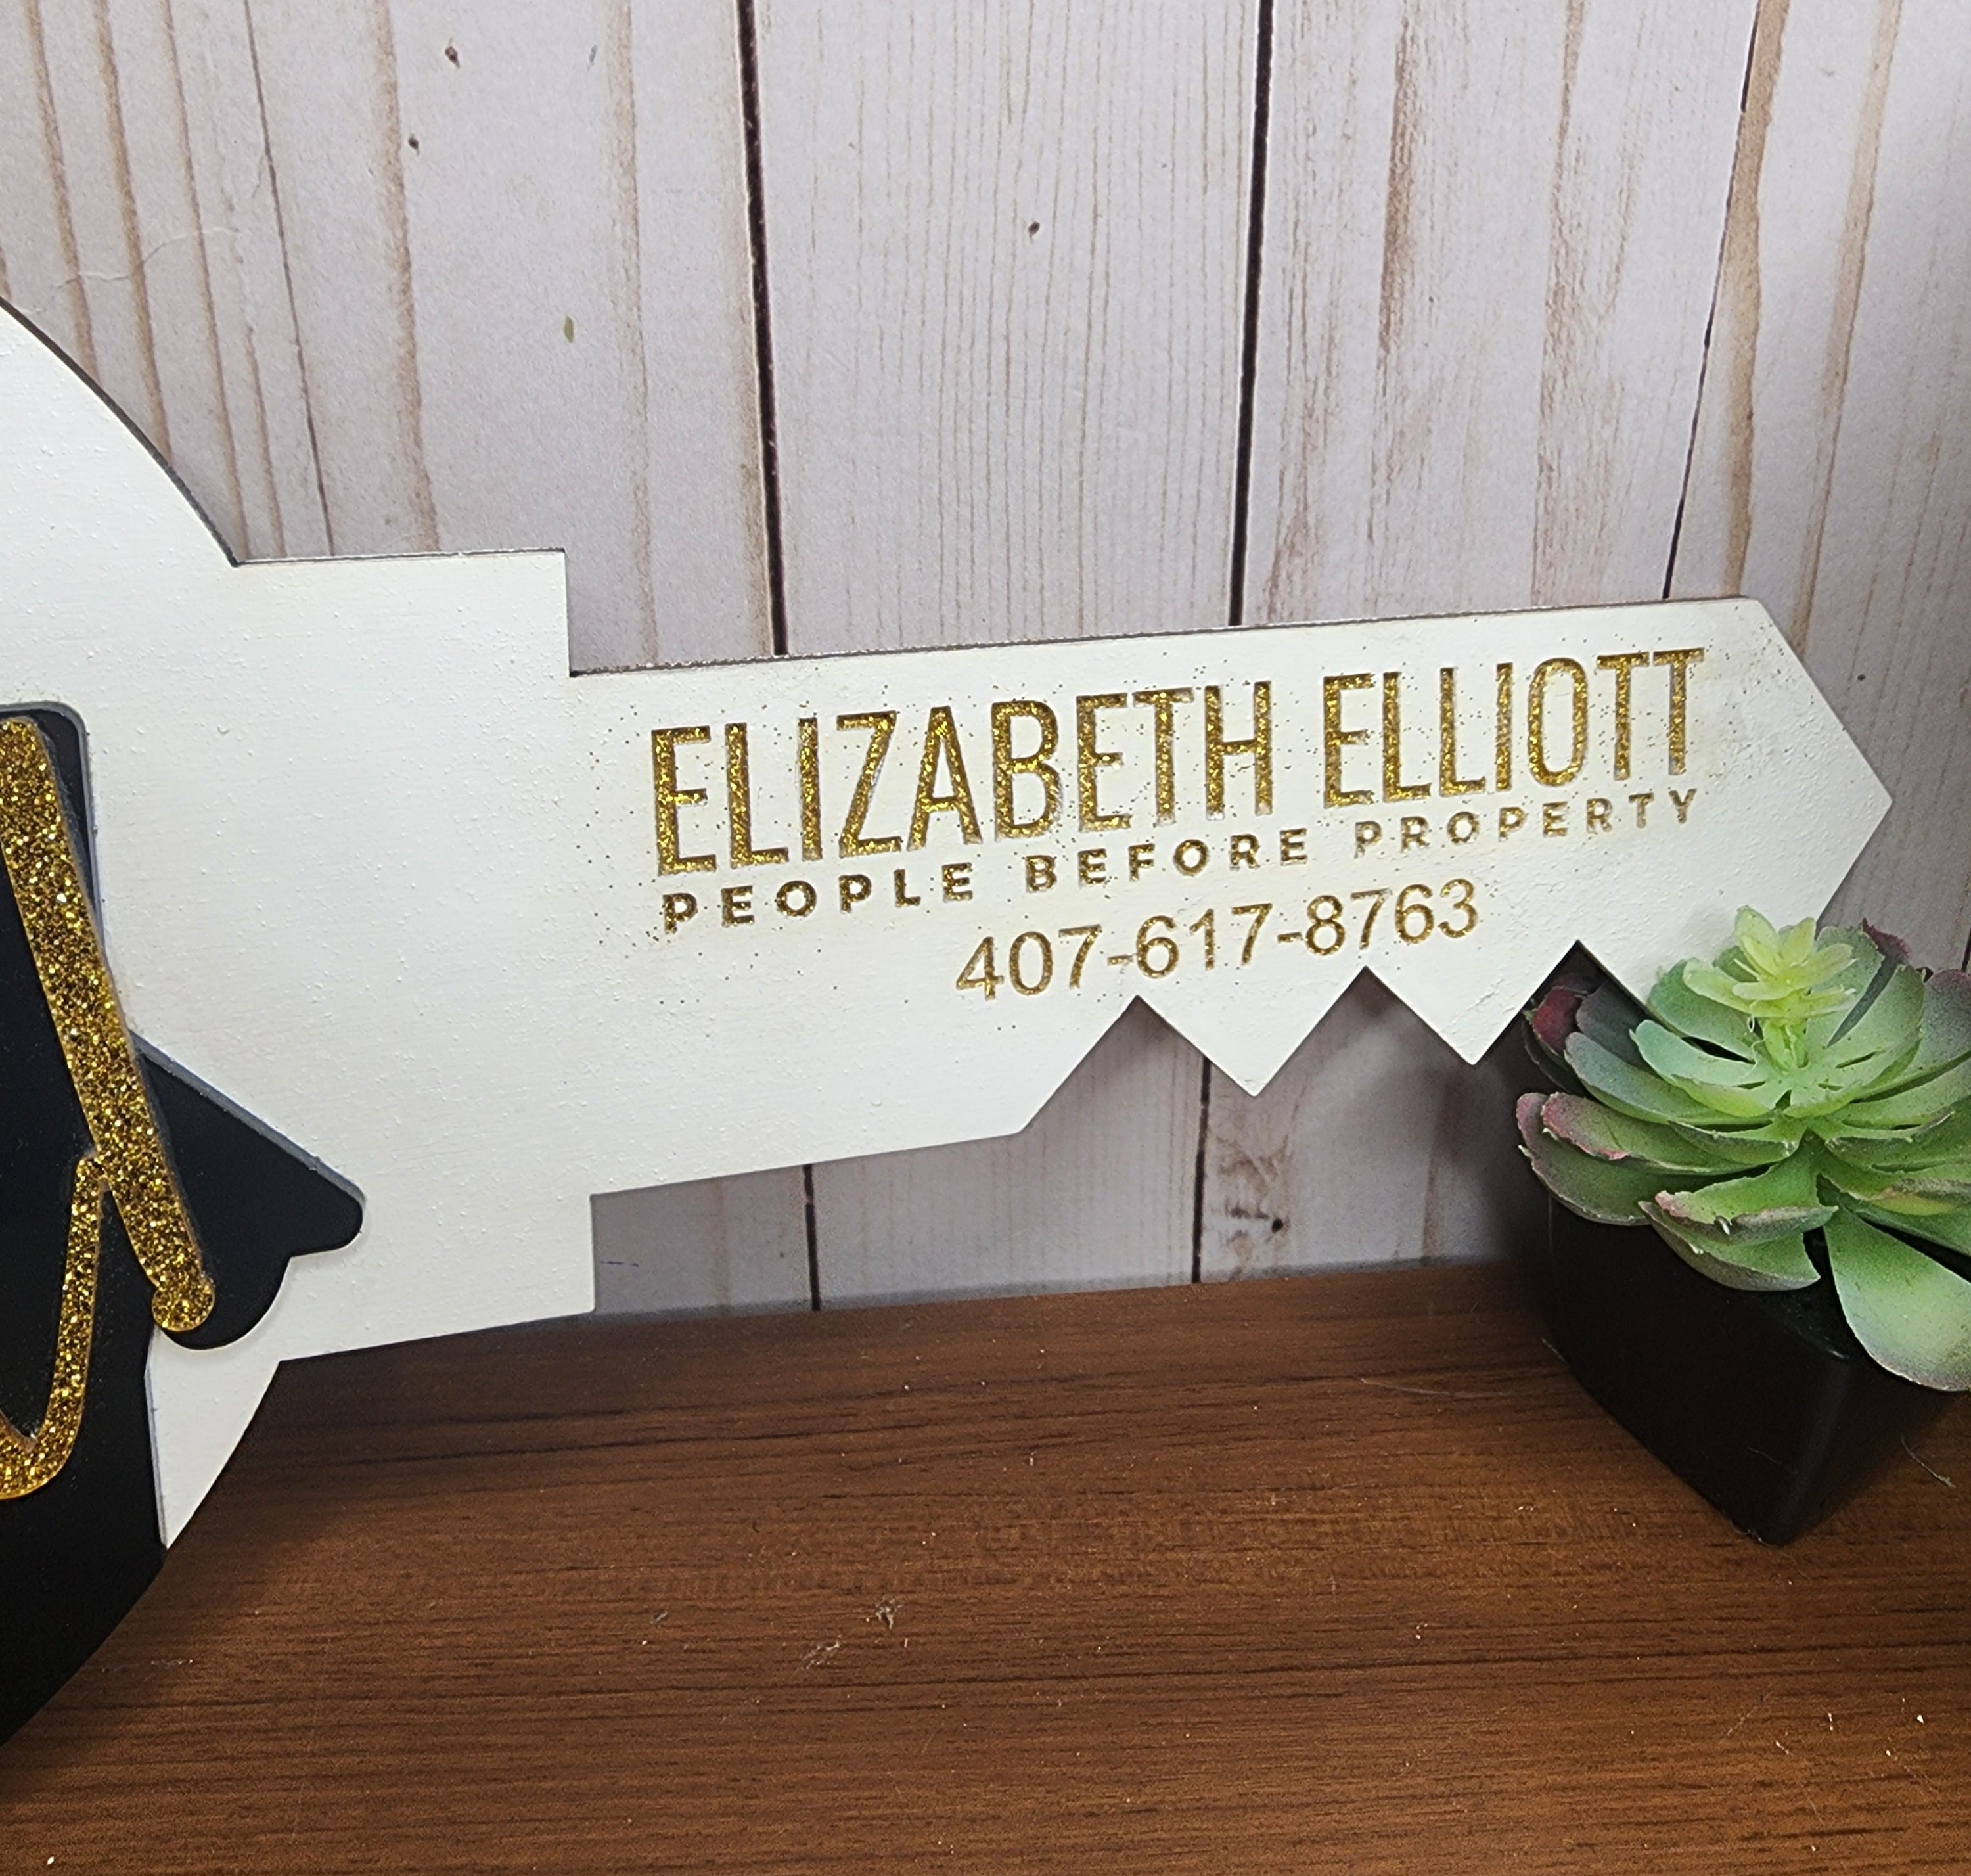 ELIZABETH ELLIOTT
PEOPLE BEFORE PROPERTY
407-617-8763